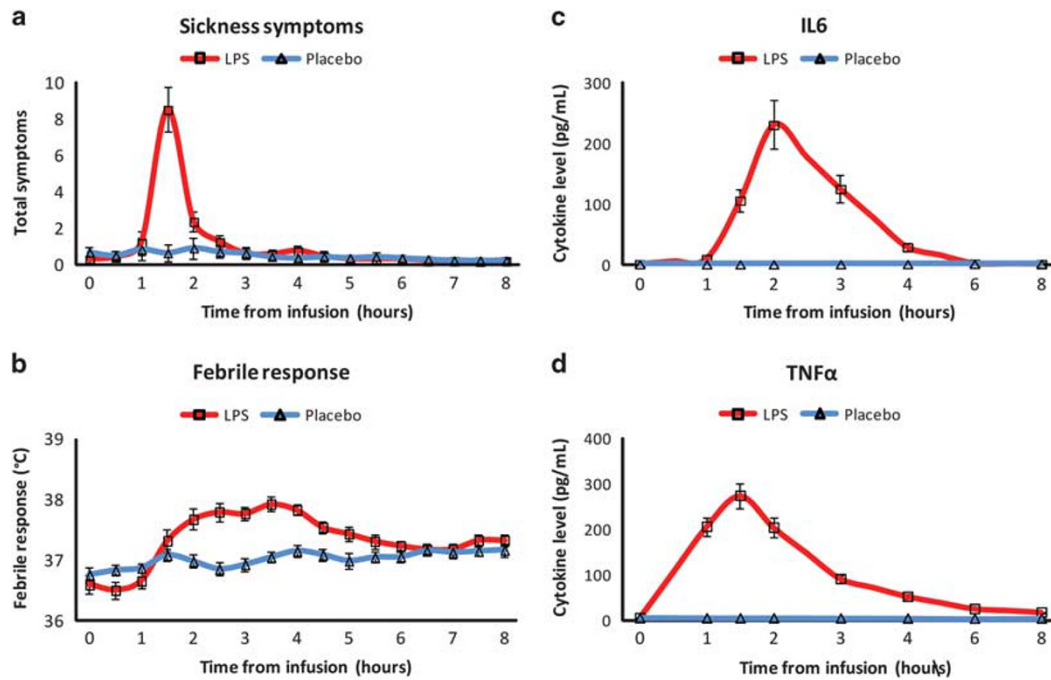 a
Sickness symptoms
LPS Placebo
Total symptoms
10
8
6
4
2
0
0 1 2 3 4 5 6 7 8
Time from infusion (hours)
b
Febrile response
LPS Placebo
Febrile response (°C)
39
38
37
36
0 1 2 3 4 5 6 7 8
Time from infusion (hours)
c
IL6
LPS Placebo
Cytokine level (pg/mL)
300
200
100
0
0 1 2 3 4 6 8
Time from infusion (hours)
d
TNFα
LPS Placebo
Cytokine level (pg/mL)
400
300
200
100
0
0 1 2 3 4 6 8
Time from infusion (hours)